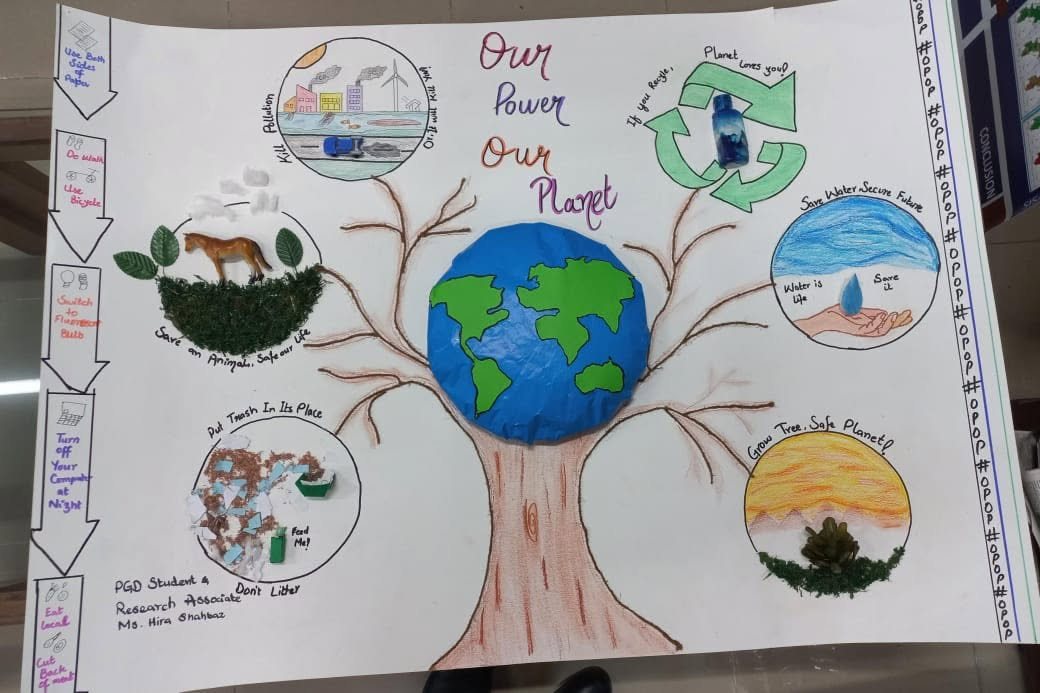 Our
Power
Our
Planet
Use Both
Sides
of
Paper
Do Walk
Use
Bicycle
Switch
to
Fluorescent
Bulb
Turn
off
Your
Computer
at
Night
Eat
Local
Cut
Back
of meat
Kill Pollution
Or it will Kill You!
If you Recycle,
Planet
Loves you!
Save an Animal, Safe our Life
Save Water Secure Future
Water is
life
Save
it
Put Trash In Its Place
Feed
Me!
Don't Litter
Grow Tree, Safe Planet!
PGD Student &
Research Associate
Ms. Hira Shahbaz
#OPOP #OPOP #OPOP #OPOP #OPOP #OPOP #OPOP #OPOP #OPOP #OPOP
CONCLUSION